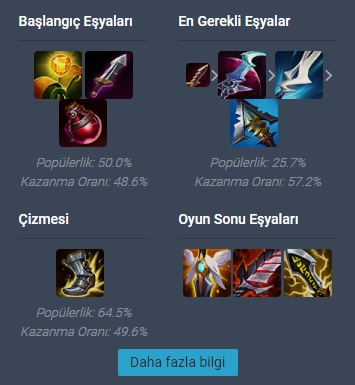 Başlangıç Eşyaları
En Gerekli Eşyalar
Popülerlik: 50.0%
Kazanma Oranı: 48.6%
Popülerlik: 25.7%
Kazanma Oranı: 57.2%
Çizmesi
Oyun Sonu Eşyaları
Popülerlik: 64.5%
Kazanma Oranı: 49.6%
Daha fazla bilgi